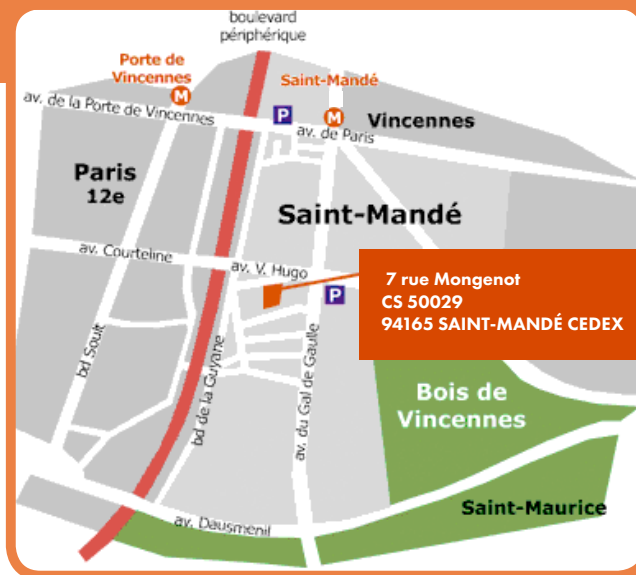 boulevard
périphérique
Porte de
Vincennes
M
Saint-Mandé
M
av. de la Porte de Vincennes
P
av. de Paris
Vincennes
Paris
12e
Saint-Mandé
av. Courteline
av. V. Hugo
P
7 rue Mongenot
CS 50029
94165 SAINT-MANDÉ CEDEX
bd Soult
bd de la Guyane
av. du Gal de Gaulle
Bois de
Vincennes
av. Dausmenil
Saint-Maurice